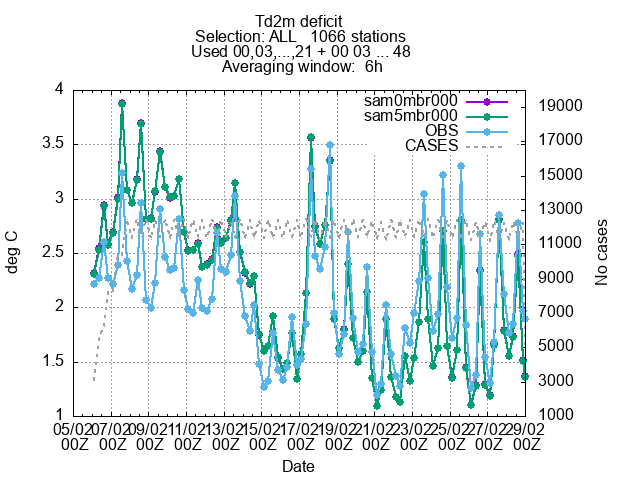 Td2m deficit
Selection: ALL   1066 stations
Used 00,03,...,21 + 00 03 ... 48
Averaging window:  6h
sam0mbr000
sam5mbr000
OBS
CASES
deg C
4
3.5
3
2.5
2
1.5
1
No cases
19000
17000
15000
13000
11000
9000
7000
5000
3000
1000
05/02 07/02 09/02 11/02 13/02 15/02 17/02 19/02 21/02 23/02 25/02 27/02 29/02
00Z 00Z 00Z 00Z 00Z 00Z 00Z 00Z 00Z 00Z 00Z 00Z 00Z
Date